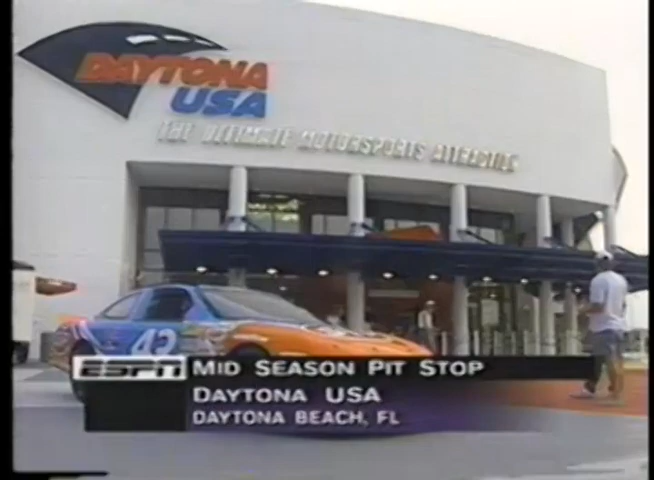 DAYTONA
USA
THE ULTIMATE MOTORSPORTS ATTRACTION
42
ESPN
MID SEASON PIT STOP
DAYTONA USA
DAYTONA BEACH, FL